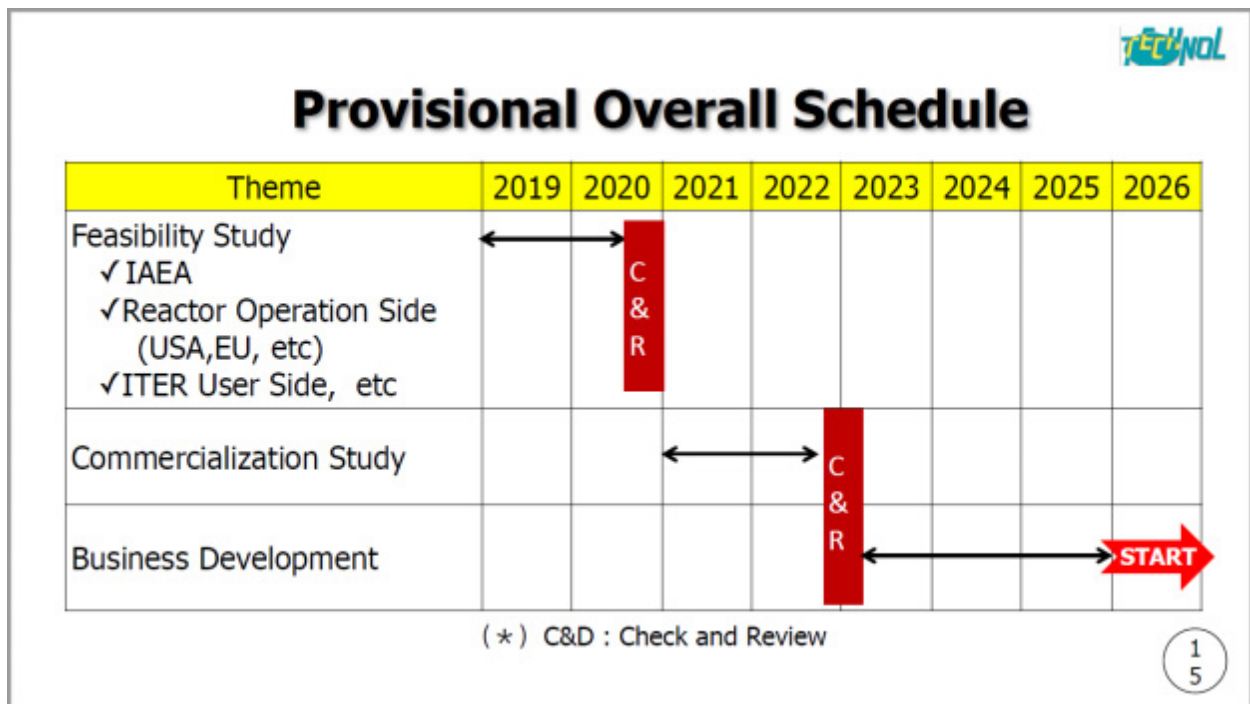 TECHNOL
Provisional Overall Schedule
Theme 2019 2020 2021 2022 2023 2024 2025 2026
Feasibility Study
✓IAEA
✓Reactor Operation Side
(USA,EU, etc)
✓ITER User Side, etc
C
&
R
Commercialization Study
C
&
R
Business Development
START
(*) C&D : Check and Review
1
5